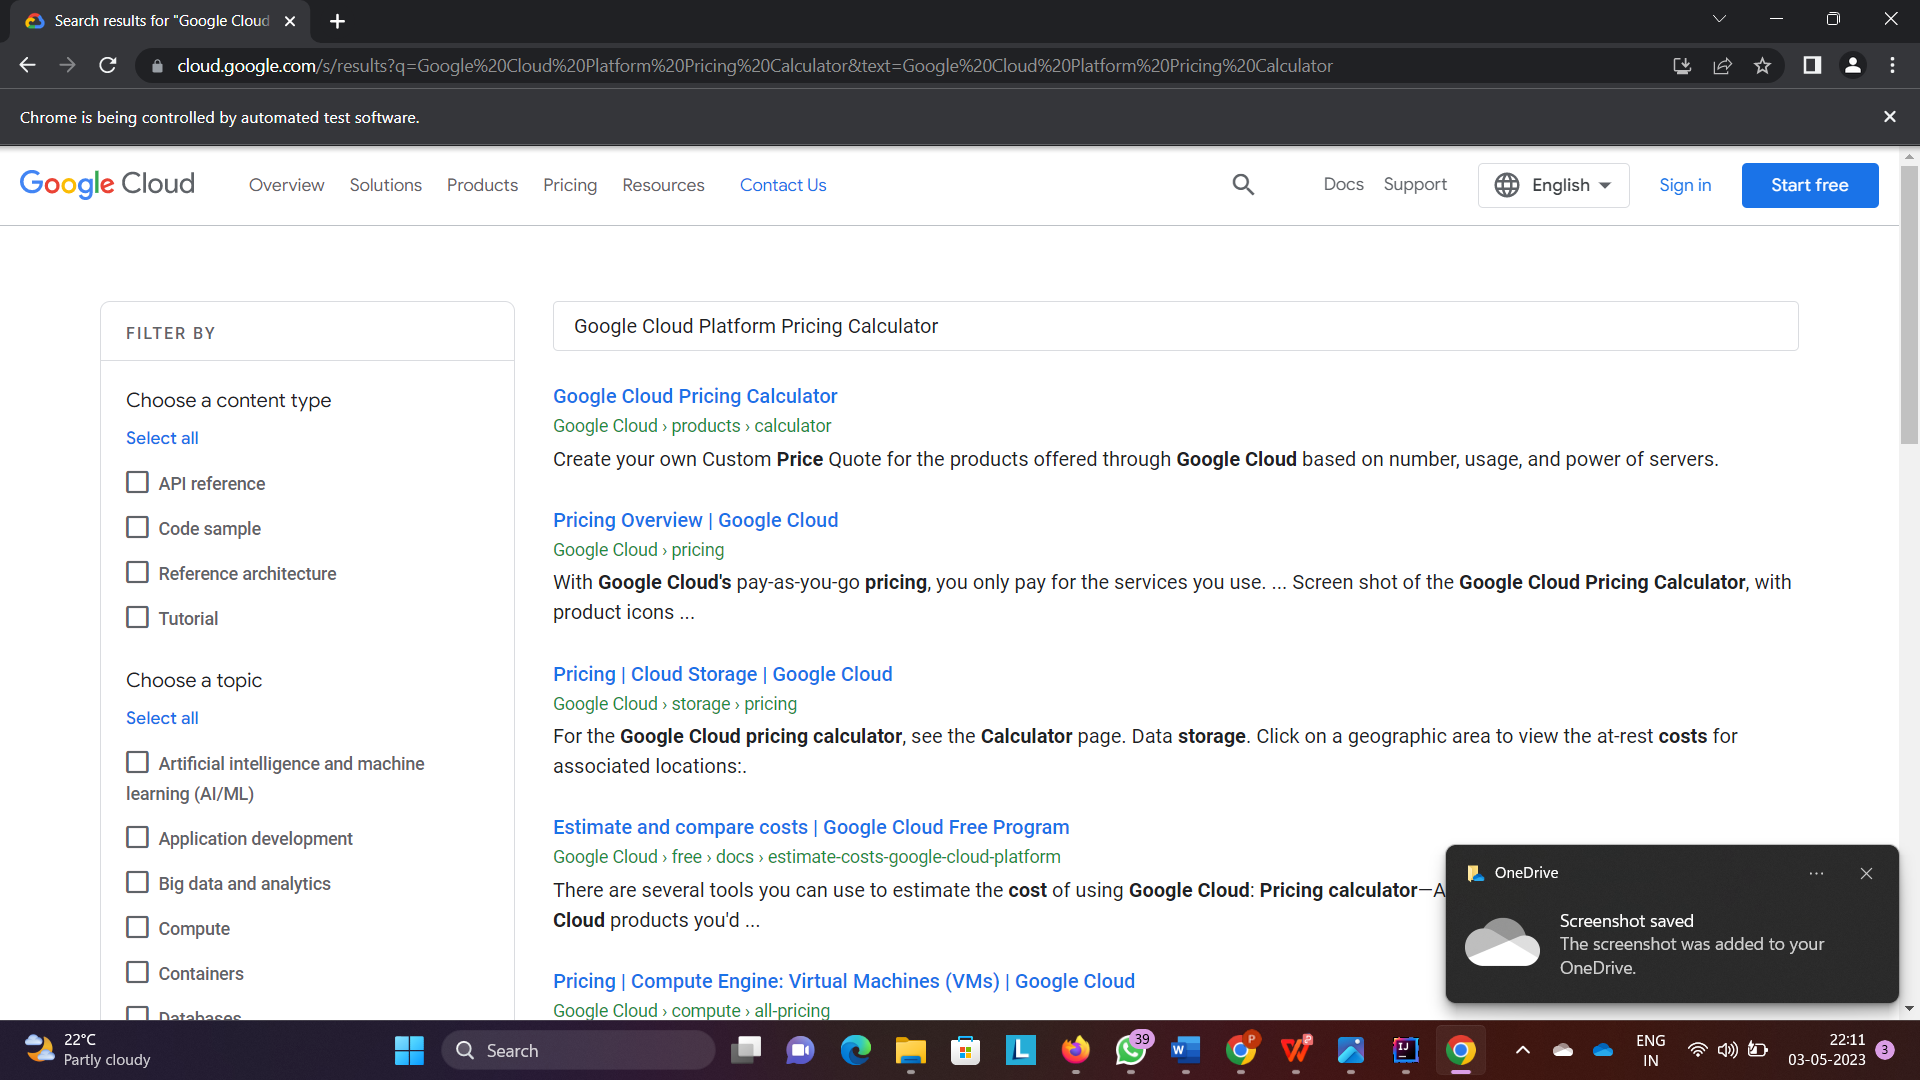 Search results for "Google Cloud
cloud.google.com/s/results?q=Google%20Cloud%20Platform%20Pricing%20Calculator&text=Google%20Cloud%20Platform%20Pricing%20Calculator
Chrome is being controlled by automated test software.
Google Cloud Overview Solutions Products Pricing Resources Contact Us Docs Support English Sign in Start free
FILTER BY
Choose a content type
Select all
API reference
Code sample
Reference architecture
Tutorial
Choose a topic
Select all
Artificial intelligence and machine
learning (AI/ML)
Application development
Big data and analytics
Compute
Containers
Databases
Google Cloud Platform Pricing Calculator
Google Cloud Pricing Calculator
Google Cloud › products › calculator
Create your own Custom Price Quote for the products offered through Google Cloud based on number, usage, and power of servers.
Pricing Overview | Google Cloud
Google Cloud › pricing
With Google Cloud's pay-as-you-go pricing, you only pay for the services you use. ... Screen shot of the Google Cloud Pricing Calculator, with
product icons ...
Pricing | Cloud Storage | Google Cloud
Google Cloud › storage › pricing
For the Google Cloud pricing calculator, see the Calculator page. Data storage. Click on a geographic area to view the at-rest costs for
associated locations:.
Estimate and compare costs | Google Cloud Free Program
Google Cloud › free › docs › estimate-costs-google-cloud-platform
There are several tools you can use to estimate the cost of using Google Cloud: Pricing calculator—A
Cloud products you'd ...
Pricing | Compute Engine: Virtual Machines (VMs) | Google Cloud
Google Cloud › compute › all-pricing
OneDrive
Screenshot saved
The screenshot was added to your
OneDrive.
22°C
Partly cloudy
Search
L
39
W
P
W
2
IJ
ENG
IN
22:11
03-05-2023
3